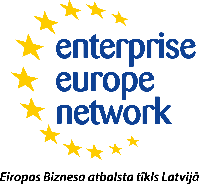 enterprise
europe
network
Eiropas Biznesa atbalsta tīkls Latvijā